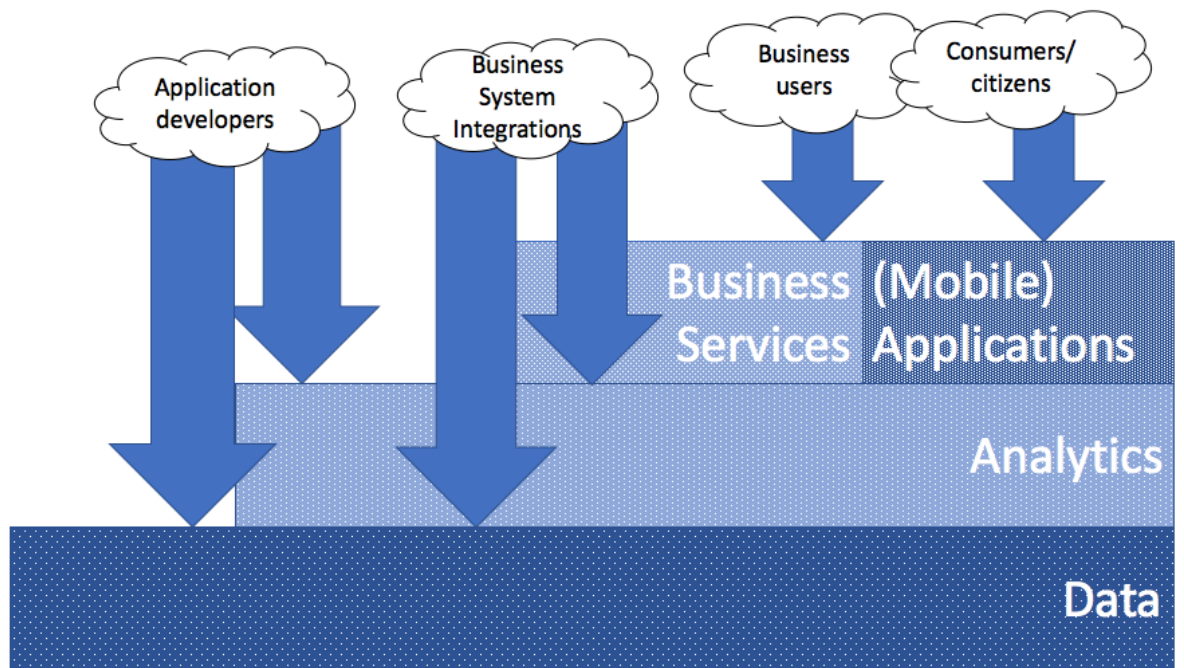 Application
developers
Business
System
Integrations
Business
users
Consumers/
citizens
Business
Services
(Mobile)
Applications
Analytics
Data